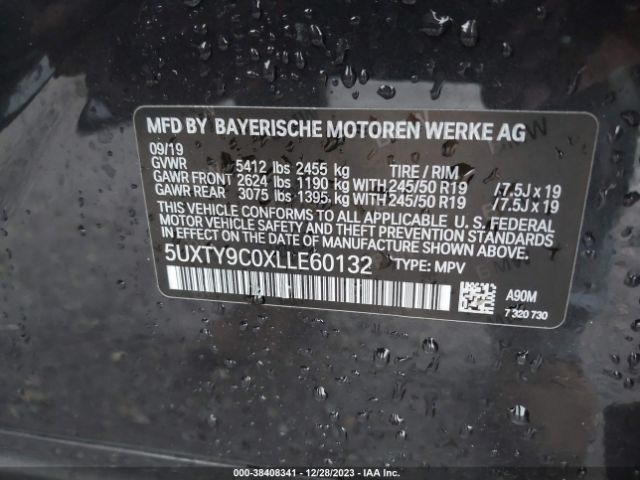 MFD BY BAYERISCHE MOTOREN WERKE AG
09/19
GVWR 5412 lbs 2455 kg TIRE / RIM
GAWR FRONT 2624 lbs 1190 kg WITH 245/50 R19 /7.5J x 19
GAWR REAR 3075 lbs 1395 kg WITH 245/50 R19 /7.5J x 19
THIS VEHICLE CONFORMS TO ALL APPLICABLE U. S. FEDERAL
MOTOR VEHICLE SAFETY AND THEFT PREVENTION STANDARDS
IN EFFECT ON THE DATE OF MANUFACTURE SHOWN ABOVE.
5UXTY9C0XLLE60132 TYPE: MPV
A90M
7 320 730
000-38408341 / 12/28/2023 - IAA Inc.